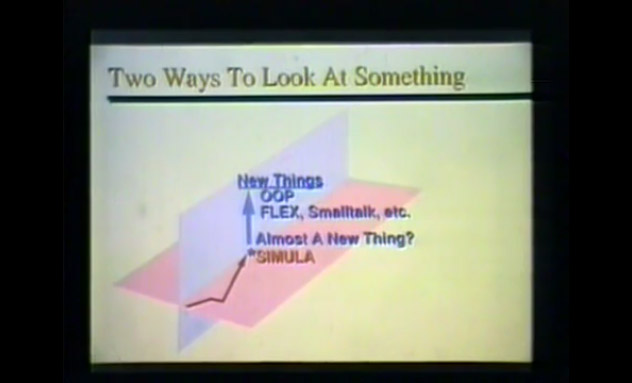 Two Ways To Look At Something
New Things
OOP
FLEX, Smalltalk, etc.
Almost A New Thing?
*SIMULA